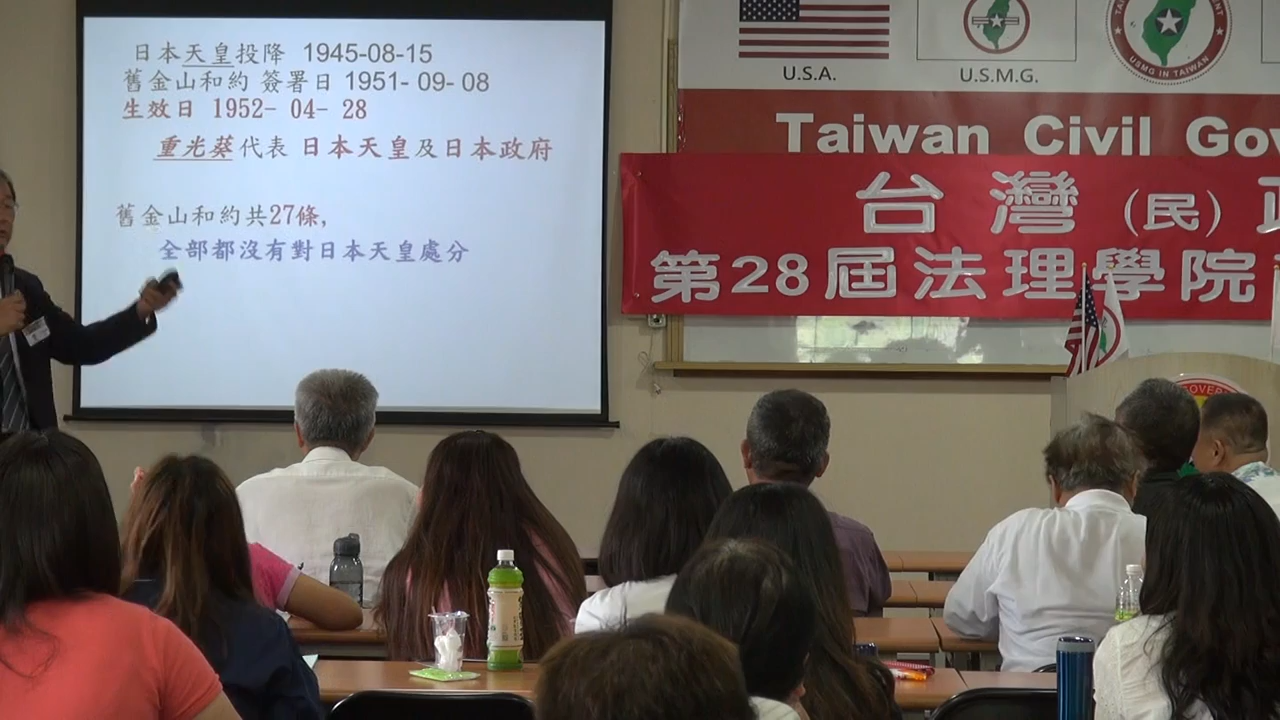 日本天皇投降 1945-08-15
舊金山和約 簽署日 1951- 09- 08
生效日 1952- 04- 28
重光葵代表 日本天皇及日本政府
舊金山和約共27條,
全部都沒有對日本天皇處分
U.S.A.
U.S.M.G.
USMG IN TAIWAN
Taiwan Civil Gov
台灣（民）
第28屆法理學院